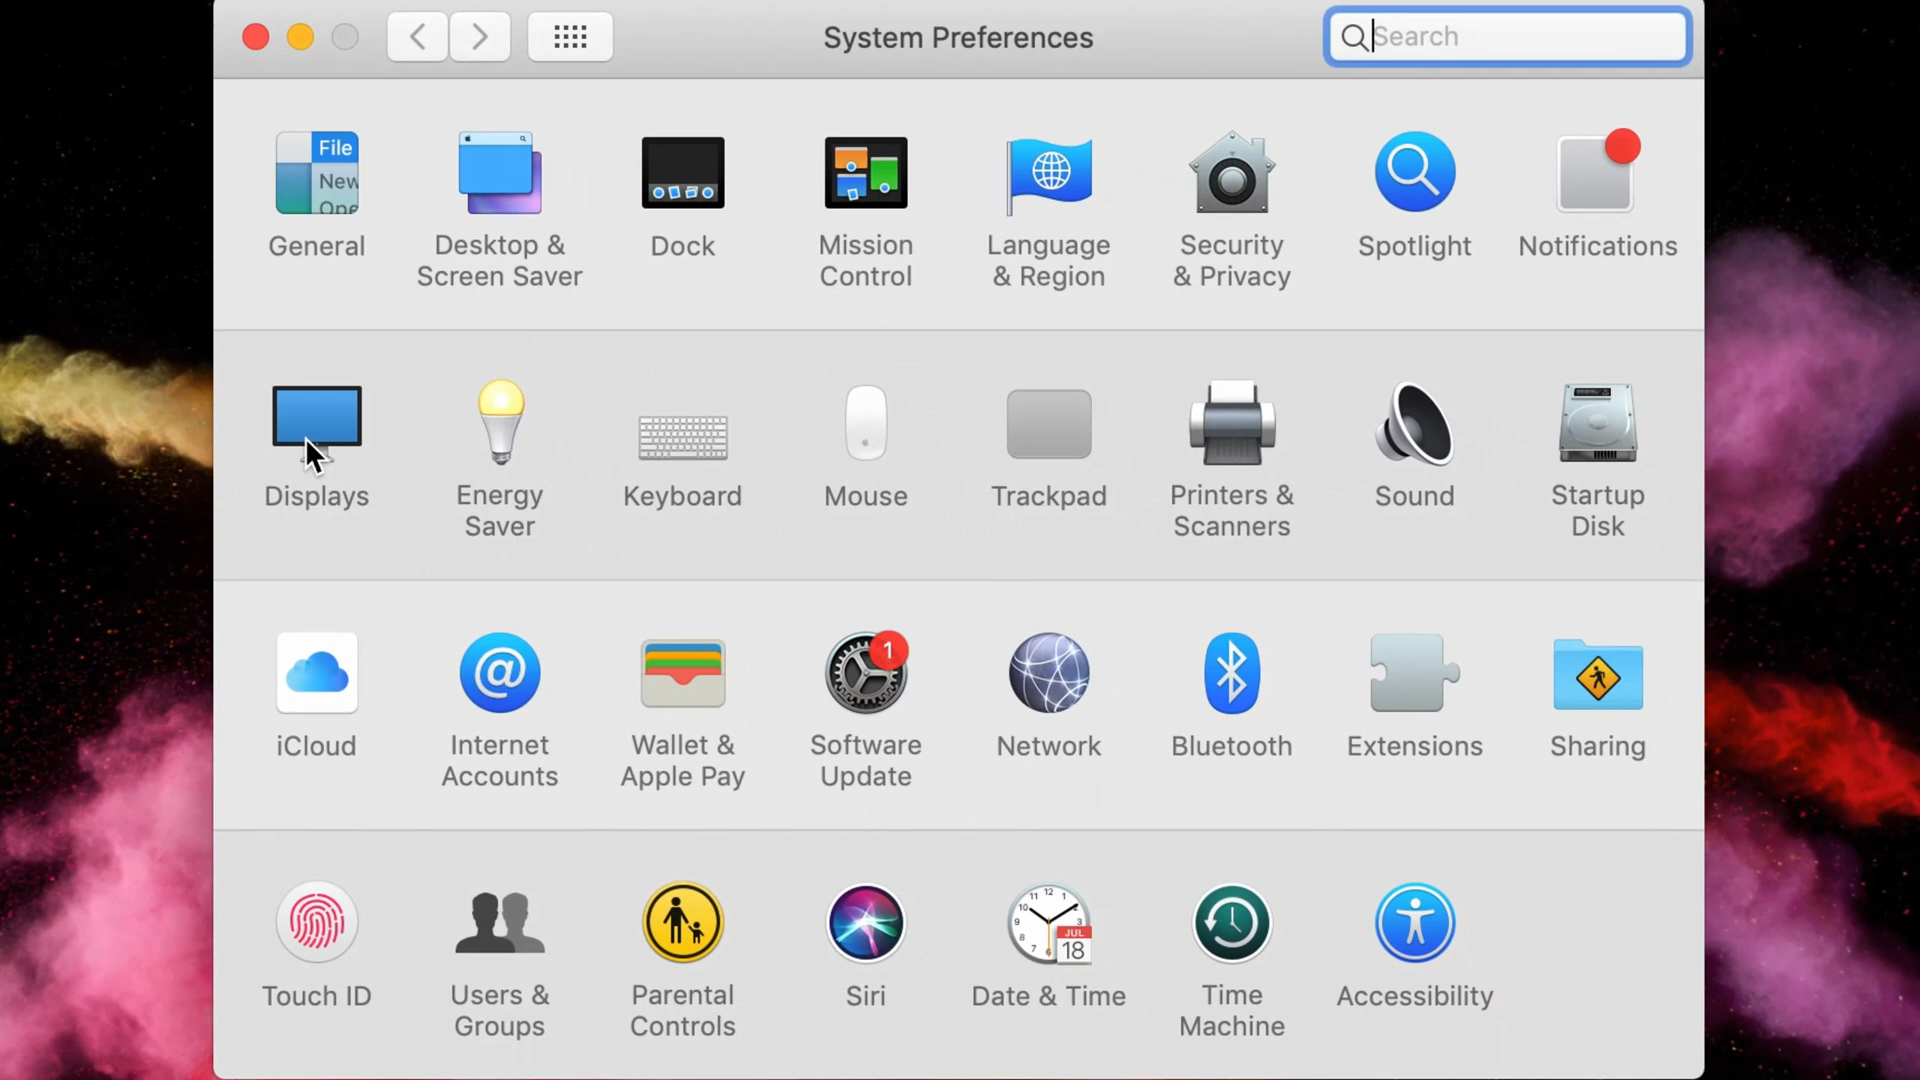 System Preferences
Search
File
New
Ope
General
Desktop &
Screen Saver
Dock
Mission
Control
Language
& Region
Security
& Privacy
Spotlight
Notifications
Displays
Energy
Saver
Keyboard
Mouse
Trackpad
Printers &
Scanners
Sound
Startup
Disk
@
1
iCloud
Internet
Accounts
Wallet &
Apple Pay
Software
Update
Network
Bluetooth
Extensions
Sharing
JUL
18
Touch ID
Users &
Groups
Parental
Controls
Siri
Date & Time
Time
Machine
Accessibility